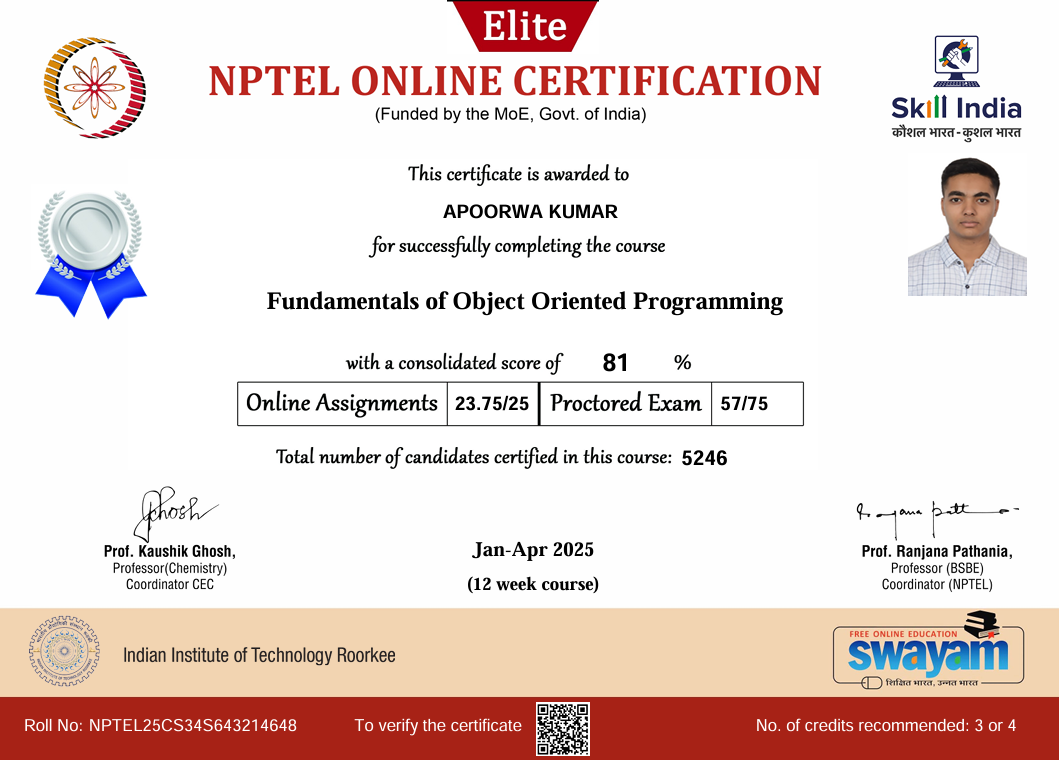 Elite
NPTEL ONLINE CERTIFICATION
(Funded by the MoE, Govt. of India)
Skill India
कौशल भारत-कुशल भारत
This certificate is awarded to
APOORWA KUMAR
for successfully completing the course
Fundamentals of Object Oriented Programming
with a consolidated score of 81 %
Online Assignments 23.75/25 Proctored Exam 57/75
Total number of candidates certified in this course: 5246
Prof. Kaushik Ghosh,
Professor(Chemistry)
Coordinator CEC
Jan-Apr 2025
(12 week course)
Prof. Ranjana Pathania,
Professor (BSBE)
Coordinator (NPTEL)
Indian Institute of Technology Roorkee
FREE ONLINE EDUCATION
swayam
शिक्षित भारत, उन्नत भारत
Roll No: NPTEL25CS34S643214648
To verify the certificate
No. of credits recommended: 3 or 4